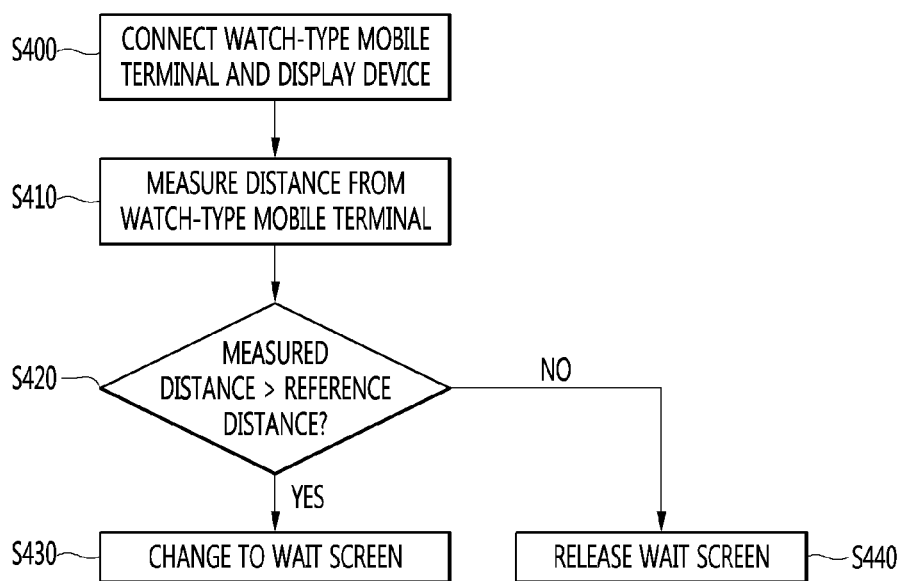 S400
CONNECT WATCH-TYPE MOBILE
TERMINAL AND DISPLAY DEVICE
S410
MEASURE DISTANCE FROM
WATCH-TYPE MOBILE TERMINAL
S420
MEASURED
DISTANCE > REFERENCE
DISTANCE?
NO
YES
S430
CHANGE TO WAIT SCREEN
RELEASE WAIT SCREEN
S440